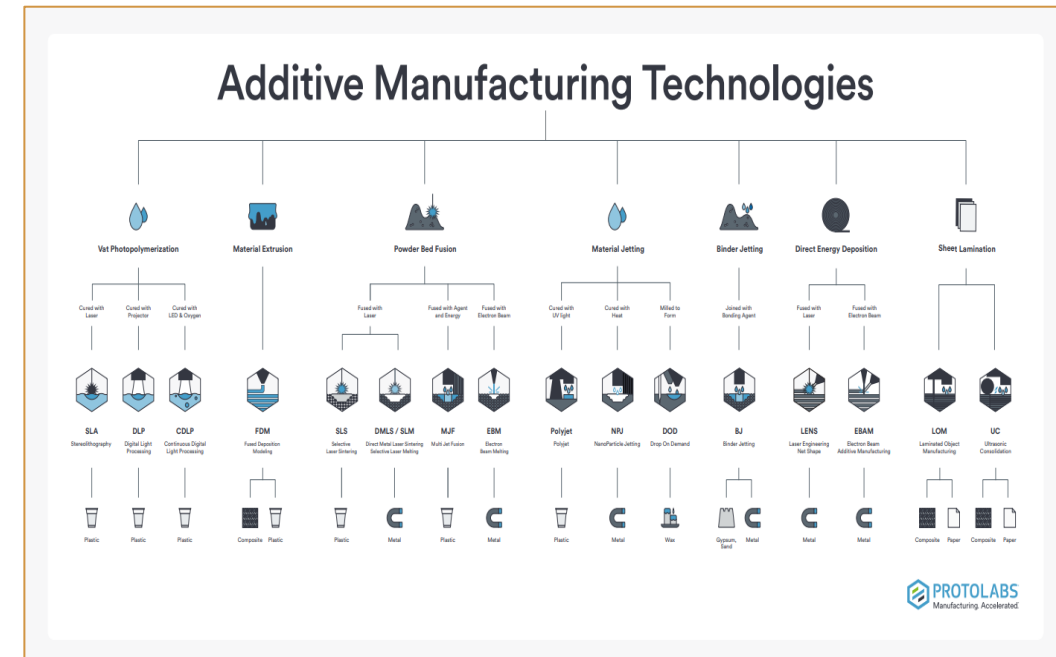 Additive Manufacturing Technologies
Vat Photopolymerization
Material Extrusion
Powder Bed Fusion
Material Jetting
Binder Jetting
Direct Energy Deposition
Sheet Lamination
Cured with
Laser
Cured with
Projector
Cured with
LED & Oxygen
Fused with
Laser
Fused with Agent
and Energy
Fused with
Electron Beam
Cured with
UV light
Cured with
Heat
Milled to
Form
Joined with
Bonding Agent
Fused with
Laser
Fused with
Electron Beam
SLA
Stereolithography
DLP
Digital Light
Processing
CDLP
Continuous Digital
Light Processing
FDM
Fused Deposition
Modeling
SLS
Selective
Laser Sintering
DMLS / SLM
Direct Metal Laser Sintering
Selective Laser Melting
MJF
Multi Jet Fusion
EBM
Electron
Beam Melting
Polyjet
Polyjet
NPJ
NanoParticle Jetting
DOD
Drop On Demand
BJ
Binder Jetting
LENS
Laser Engineering
Net Shape
EBAM
Electron Beam
Additive Manufacturing
LOM
Laminated Object
Manufacturing
UC
Ultrasonic
Consolidation
Plastic
Plastic
Plastic
Composite
Plastic
Plastic
Metal
Plastic
Metal
Plastic
Metal
Wax
Gypsum,
Sand
Metal
Metal
Metal
Composite
Paper
Composite
Paper
PROTOLABS
Manufacturing. Accelerated.